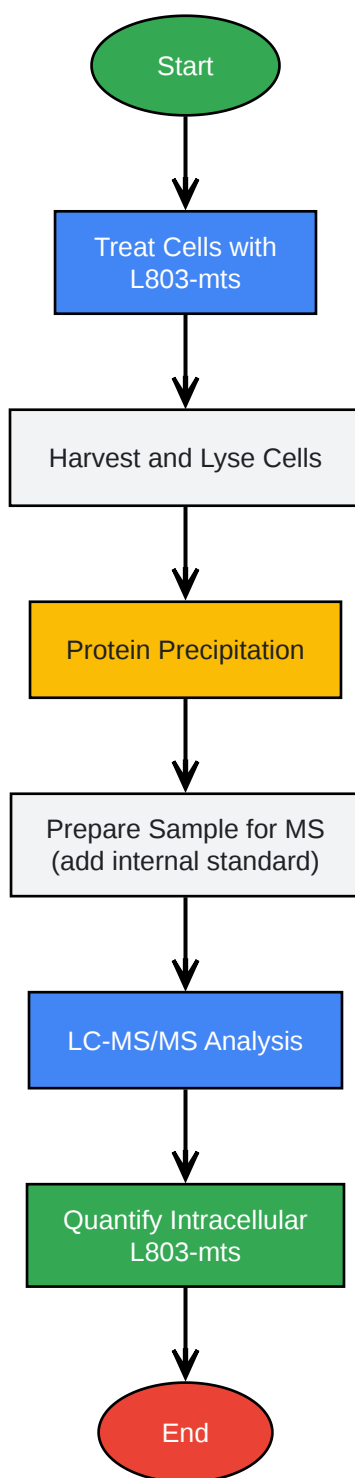 Start
Treat Cells with
L803-mts
Harvest and Lyse Cells
Protein Precipitation
Prepare Sample for MS
(add internal standard)
LC-MS/MS Analysis
Quantify Intracellular
L803-mts
End